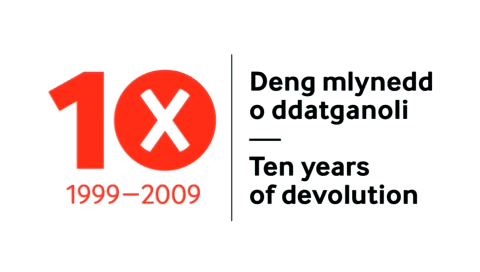 10
1999–2009
Deng mlynedd
o ddatganoli
Ten years
of devolution